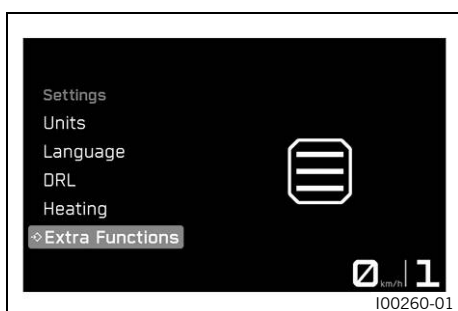 Settings
Units
Language
DRL
Heating
Extra Functions
0 km/h 1
I00260-01